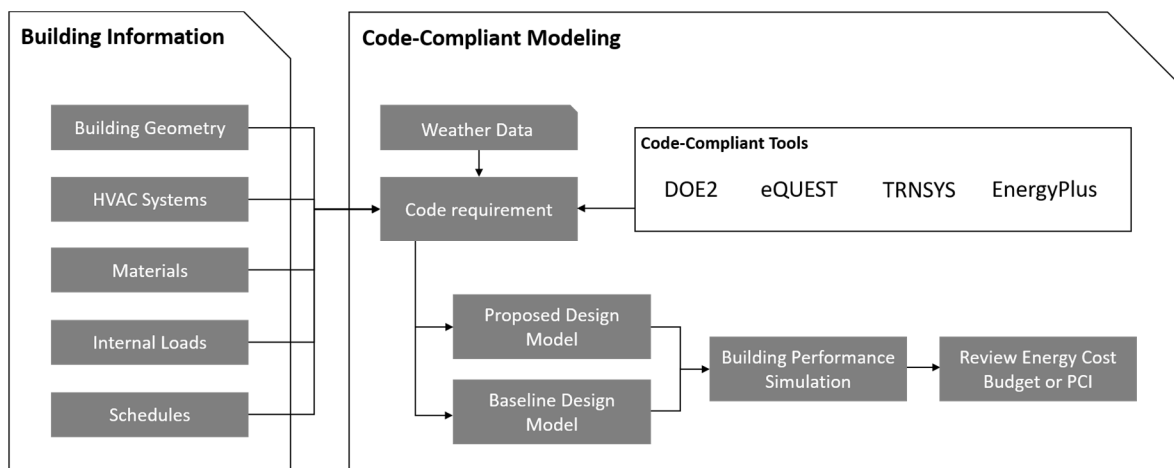 Building Information
Building Geometry
HVAC Systems
Materials
Internal Loads
Schedules
Code-Compliant Modeling
Weather Data
Code requirement
Code-Compliant Tools
DOE2 eQUEST TRNSYS EnergyPlus
Proposed Design
Model
Baseline Design
Model
Building Performance
Simulation
Review Energy Cost
Budget or PCI